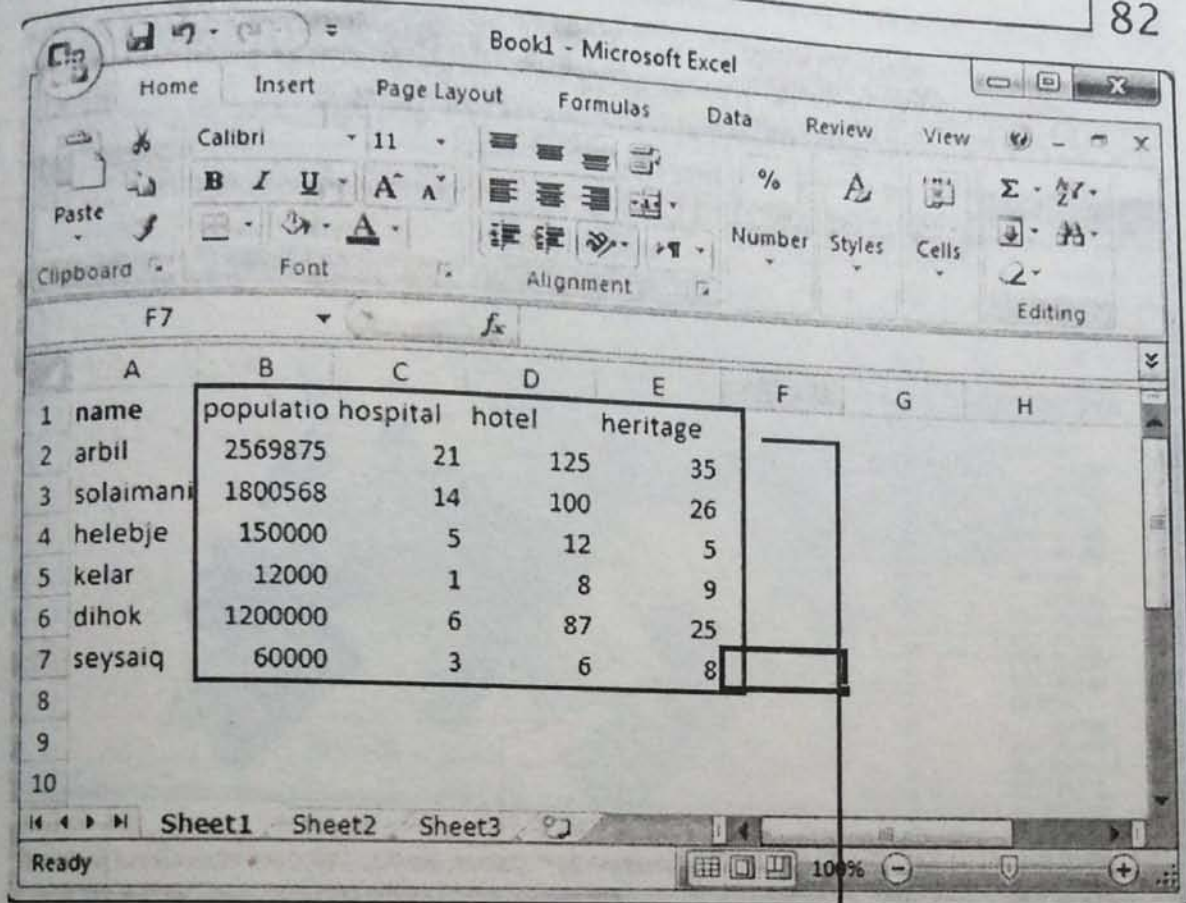 82
Book1 - Microsoft Excel
Home Insert Page Layout Formulas Data Review View
Calibri 11
B I U A A
% A Σ
Paste A Number Styles Cells
Clipboard Font Alignment Editing
F7 fx
A B C D E F G H
1 name populatio hospital hotel heritage
2 arbil 2569875 21 125 35
3 solaimani 1800568 14 100 26
4 helebje 150000 5 12 5
5 kelar 12000 1 8 9
6 dihok 1200000 6 87 25
7 seysaiq 60000 3 6 8
8
9
10
Sheet1 Sheet2 Sheet3
Ready 100%